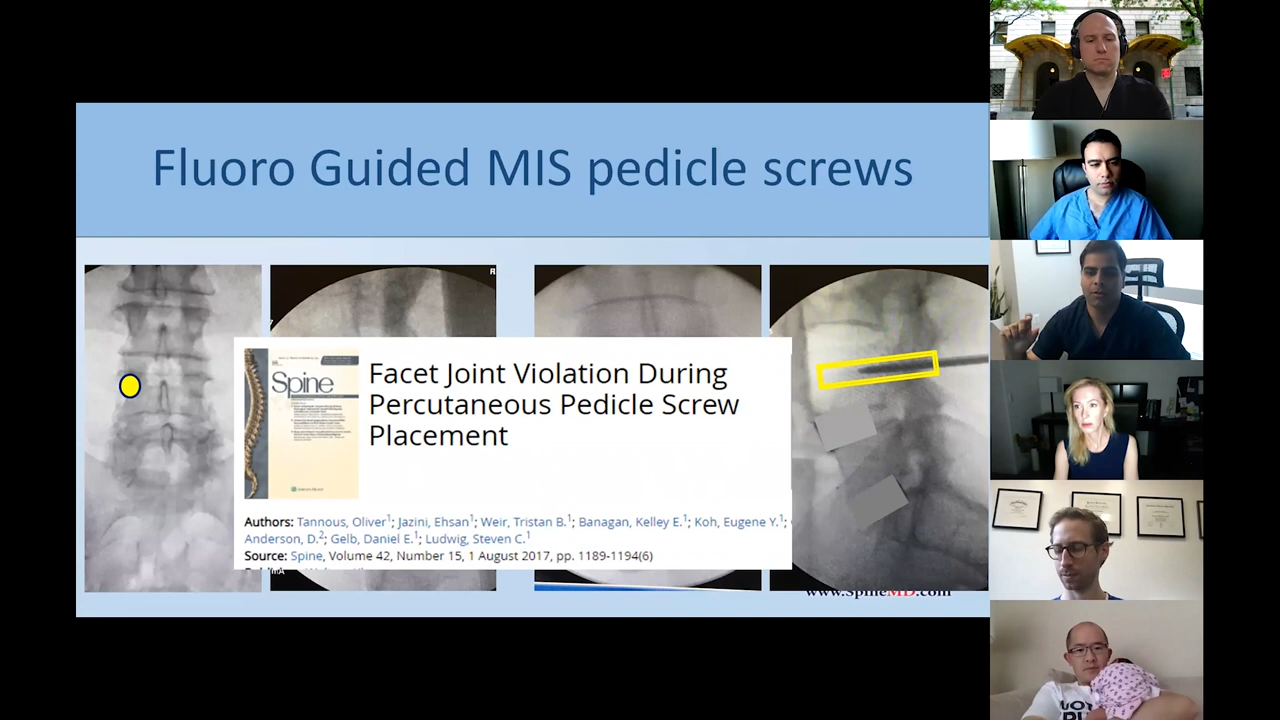 Fluoro Guided MIS pedicle screws
R
Spine
Facet Joint Violation During
Percutaneous Pedicle Screw
Placement
Authors: Tannous, Oliver1; Jazini, Ehsan1; Weir, Tristan B.1; Banagan, Kelley E.1; Koh, Eugene Y.1;
Anderson, D.2; Gelb, Daniel E.1; Ludwig, Steven C.1
Source: Spine, Volume 42, Number 15, 1 August 2017, pp. 1189-1194(6)
www.SpineMD.com